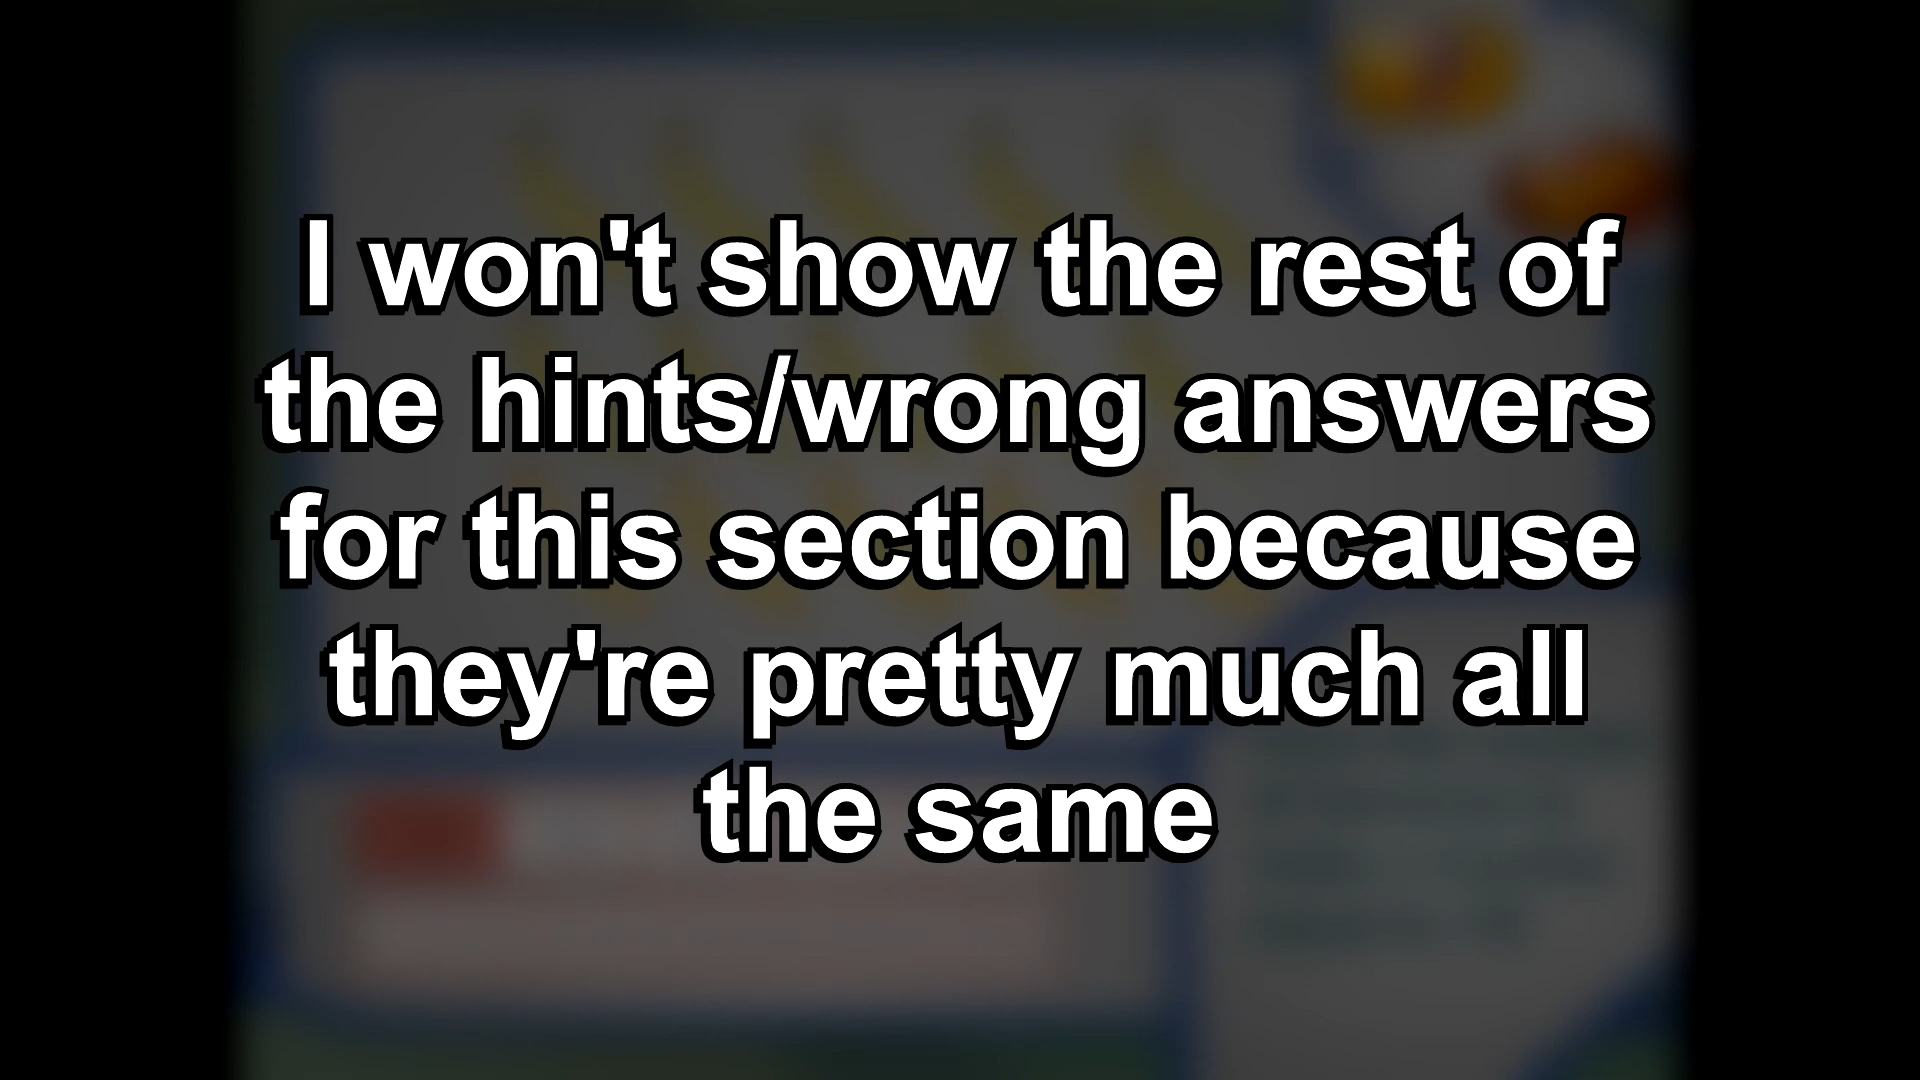 I won't show the rest of
the hints/wrong answers
for this section because
they're pretty much all
the same